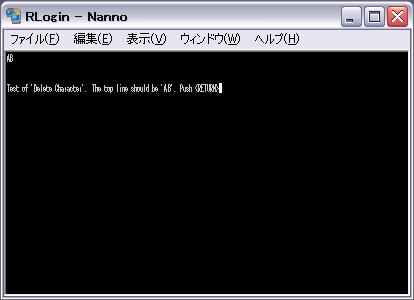 RLogin - Nanno
ファイル(F) 編集(E) 表示(V) ウィンドウ(W) ヘルプ(H)
AB
Test of 'Delete Character'. The top line should be 'AB'. Push <RETURN>